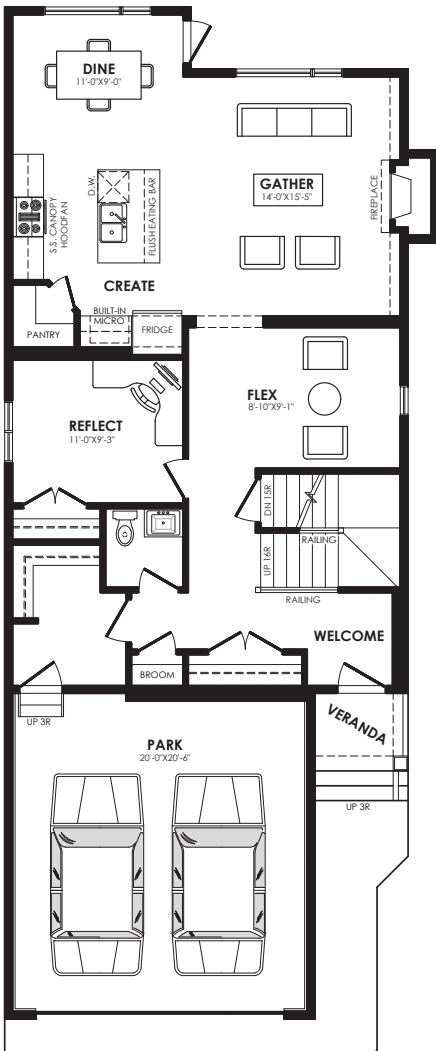 DINE
11'-0"X9'-0"
GATHER
14'-0"X15'-5"
FIREPLACE
D.W.
FLUSH EATING BAR
S.S. CANOPY
HOODFAN
CREATE
BUILT-IN
MICRO
FRIDGE
PANTRY
REFLECT
11'-0"X9'-3"
FLEX
8'-10"X9'-1"
DN 15R
RAILING
UP 16R
RAILING
WELCOME
BROOM
UP 3R
VERANDA
UP 3R
PARK
20'-0"X20'-6"